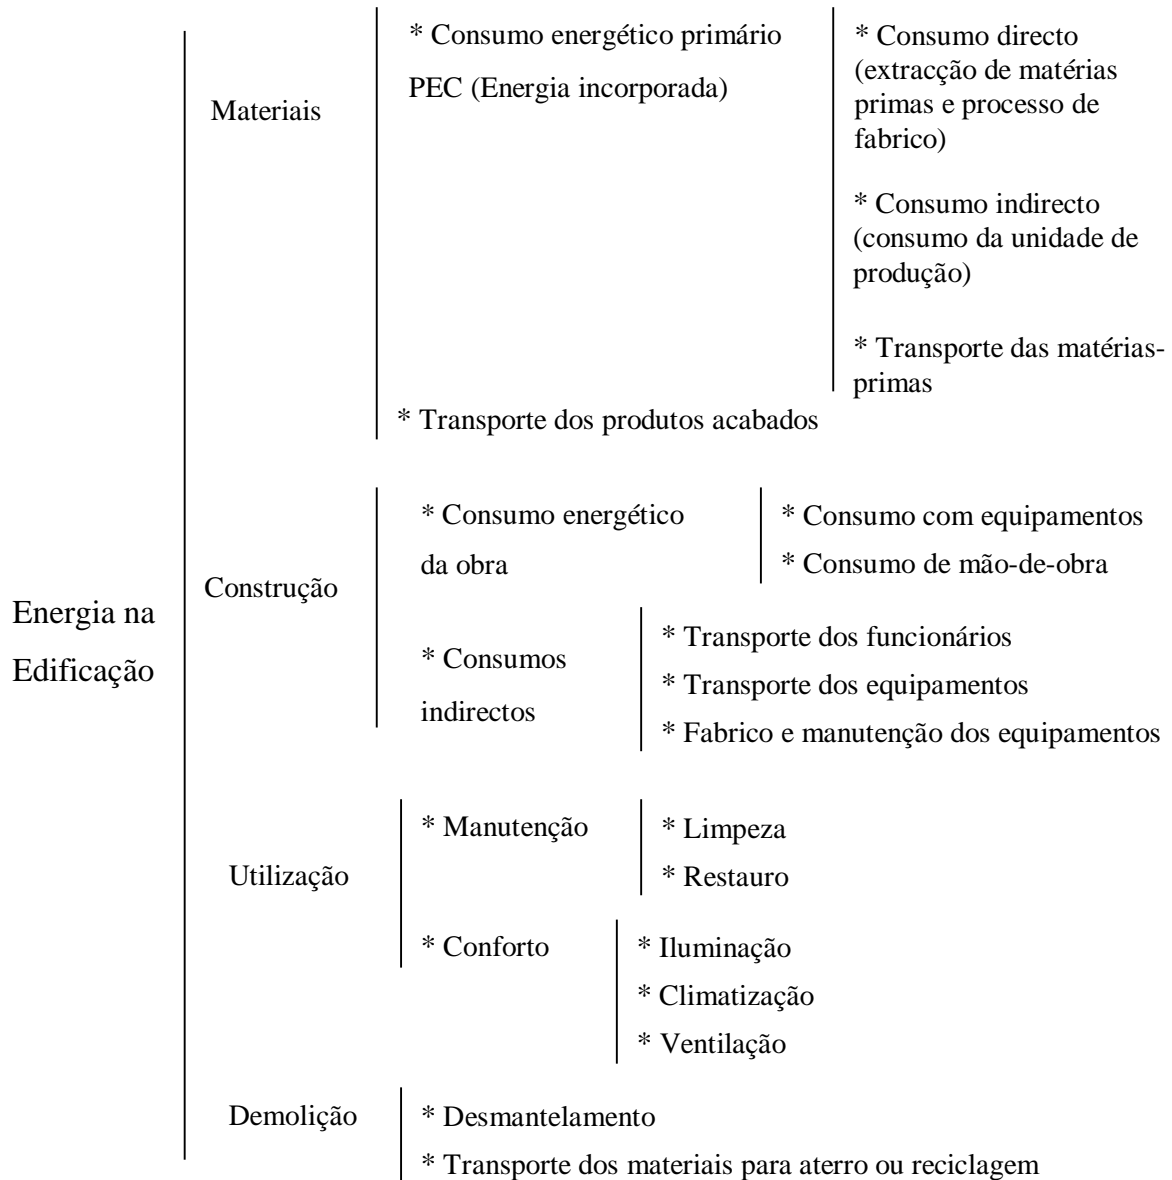 Energia na
Edificação
Materiais
* Consumo energético primário
PEC (Energia incorporada)
* Consumo directo
(extracção de matérias
primas e processo de
fabrico)
* Consumo indirecto
(consumo da unidade de
produção)
* Transporte das matérias-
primas
* Transporte dos produtos acabados
Construção
* Consumo energético
da obra
* Consumo com equipamentos
* Consumo de mão-de-obra
* Consumos
indirectos
* Transporte dos funcionários
* Transporte dos equipamentos
* Fabrico e manutenção dos equipamentos
Utilização
* Manutenção
* Limpeza
* Restauro
* Conforto
* Iluminação
* Climatização
* Ventilação
Demolição
* Desmantelamento
* Transporte dos materiais para aterro ou reciclagem